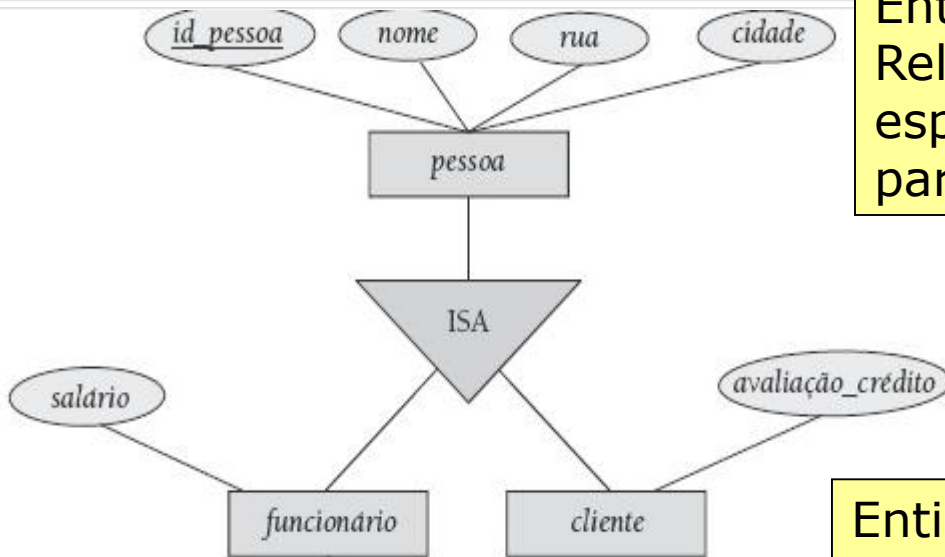 id_pessoa nome rua cidade
pessoa
ISA
salário avaliação_crédito
funcionário cliente